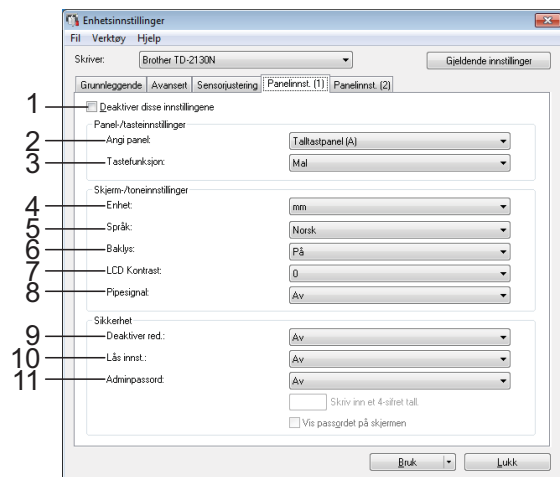 Enhetsinnstillinger
Fil Verktøy Hjelp
Skriver: Brother TD-2130N Gjeldende innstillinger
Grunnleggende Avansert Sensorjustering Panelinnst. (1) Panelinnst. (2)
1 Deaktiver disse innstillingene
Panel-/tasteinnstillinger
2 Angi panel: Talltastpanel (A)
3 Tastefunksjon: Mal
Skjerm-/toneinnstillinger
4 Enhet: mm
5 Språk: Norsk
6 Baklys: På
7 LCD Kontrast: 0
8 Pipesignal: Av
Sikkerhet
9 Deaktiver red.: Av
10 Lås innst.: Av
11 Adminpassord: Av
Skriv inn et 4-sifret tall.
Vis passordet på skjermen
Bruk Lukk